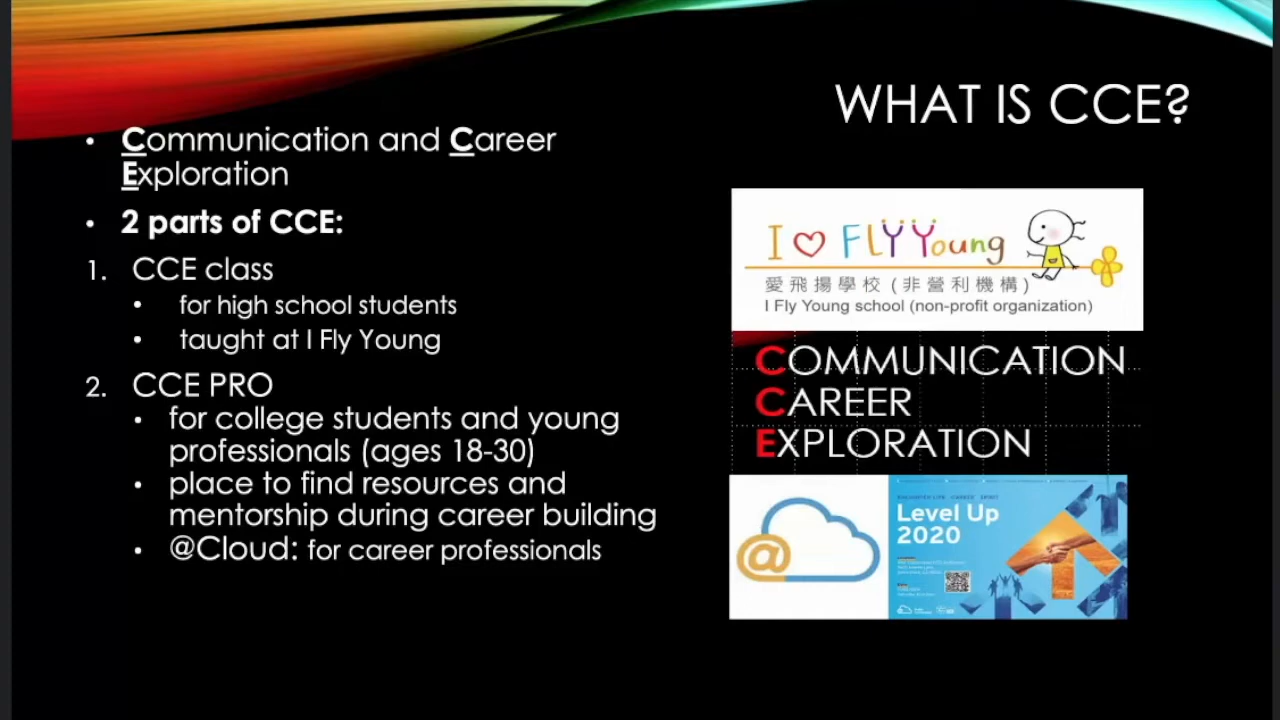 WHAT IS CCE?
• Communication and Career
Exploration
• 2 parts of CCE:
1. CCE class
• for high school students
• taught at I Fly Young
2. CCE PRO
• for college students and young
professionals (ages 18-30)
• place to find resources and
mentorship during career building
• @Cloud: for career professionals
I FLY Young
愛飛揚學校(非營利機構)
I Fly Young school (non-profit organization)
COMMUNICATION
CAREER
EXPLORATION
@
Level Up
2020